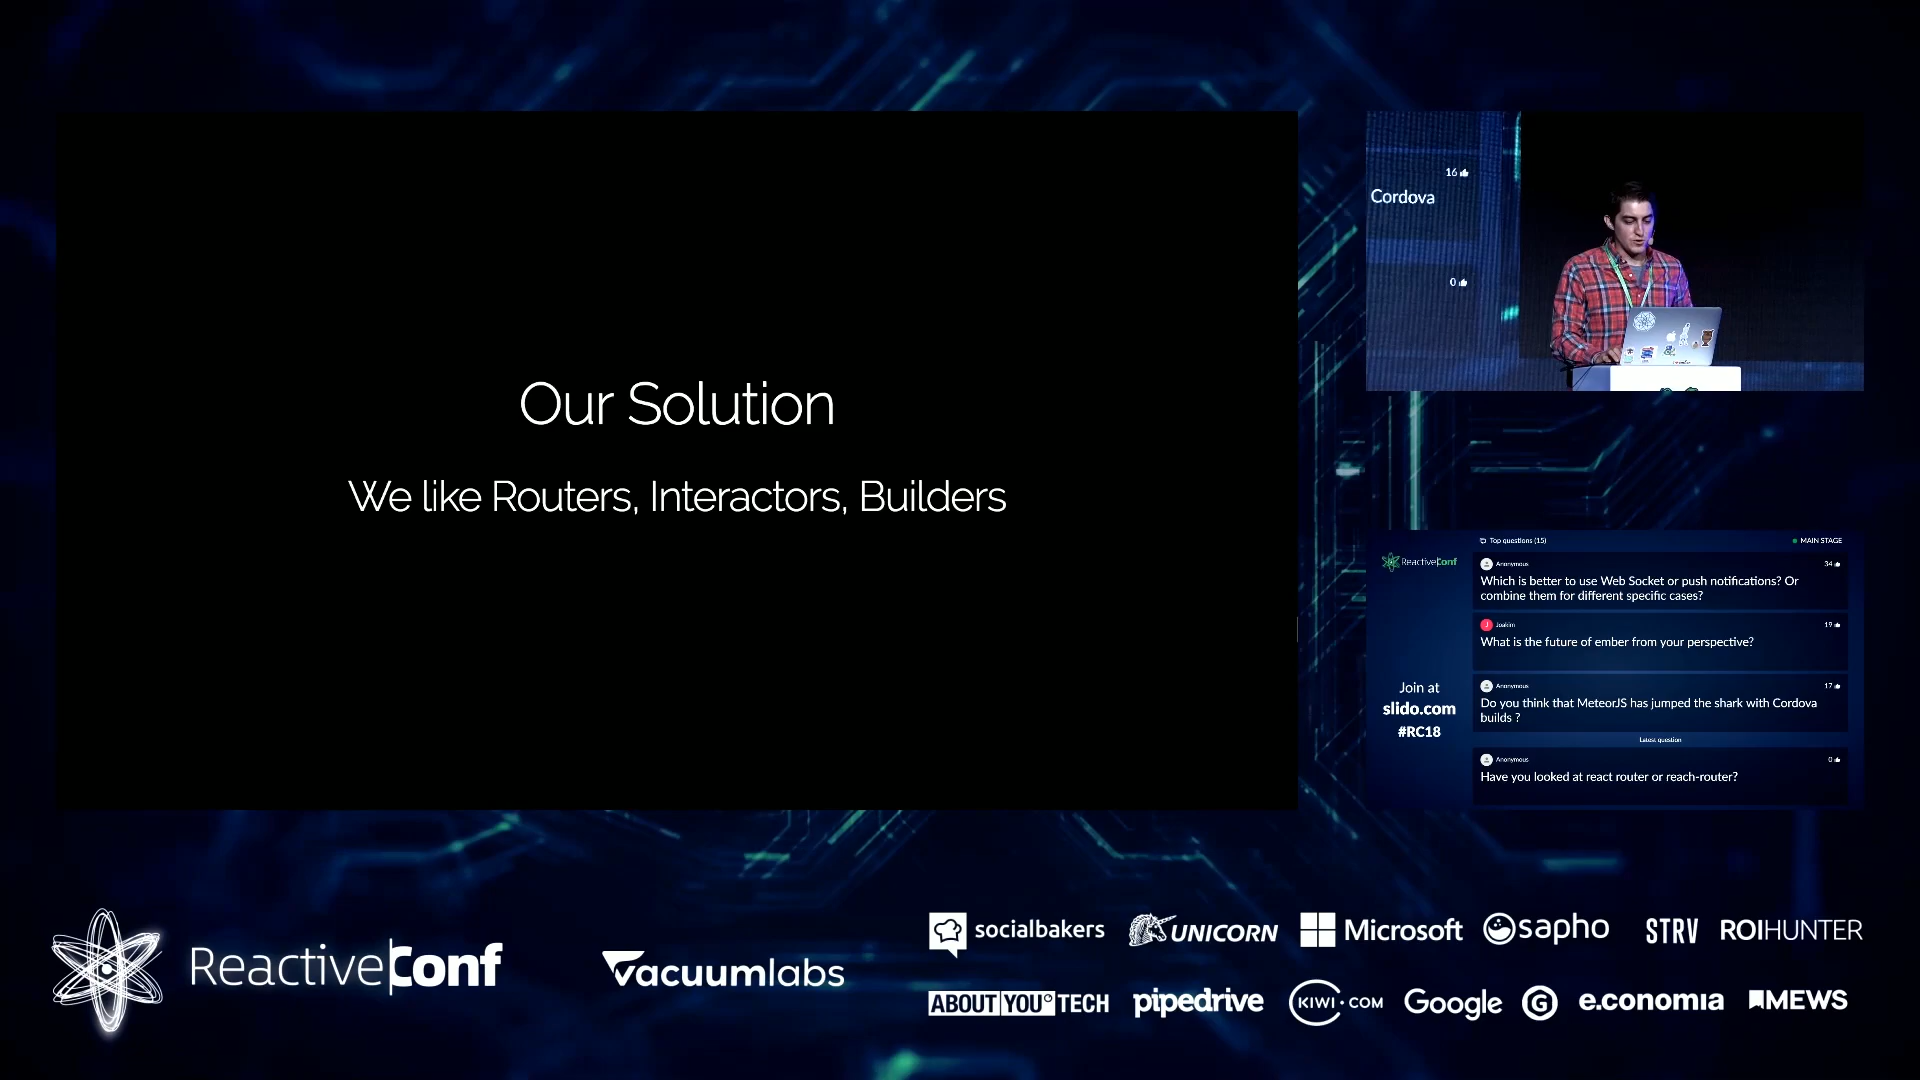 Our Solution
We like Routers, Interactors, Builders
16
Cordova
0
ReactiveConf
Join at
slido.com
#RC18
Top questions (15)
MAIN STAGE
Anonymous
34
Which is better to use Web Socket or push notifications? Or
combine them for different specific cases?
J
Joakim
19
What is the future of ember from your perspective?
Anonymous
17
Do you think that MeteorJS has jumped the shark with Cordova
builds ?
Latest question
Anonymous
0
Have you looked at react router or reach-router?
ReactiveConf
vacuumlabs
socialbakers
UNICORN
Microsoft
sapho
STRV
ROIHUNTER
ABOUT YOU° TECH
pipedrive
KIWI.COM
Google
G
e.conomia
MEWS